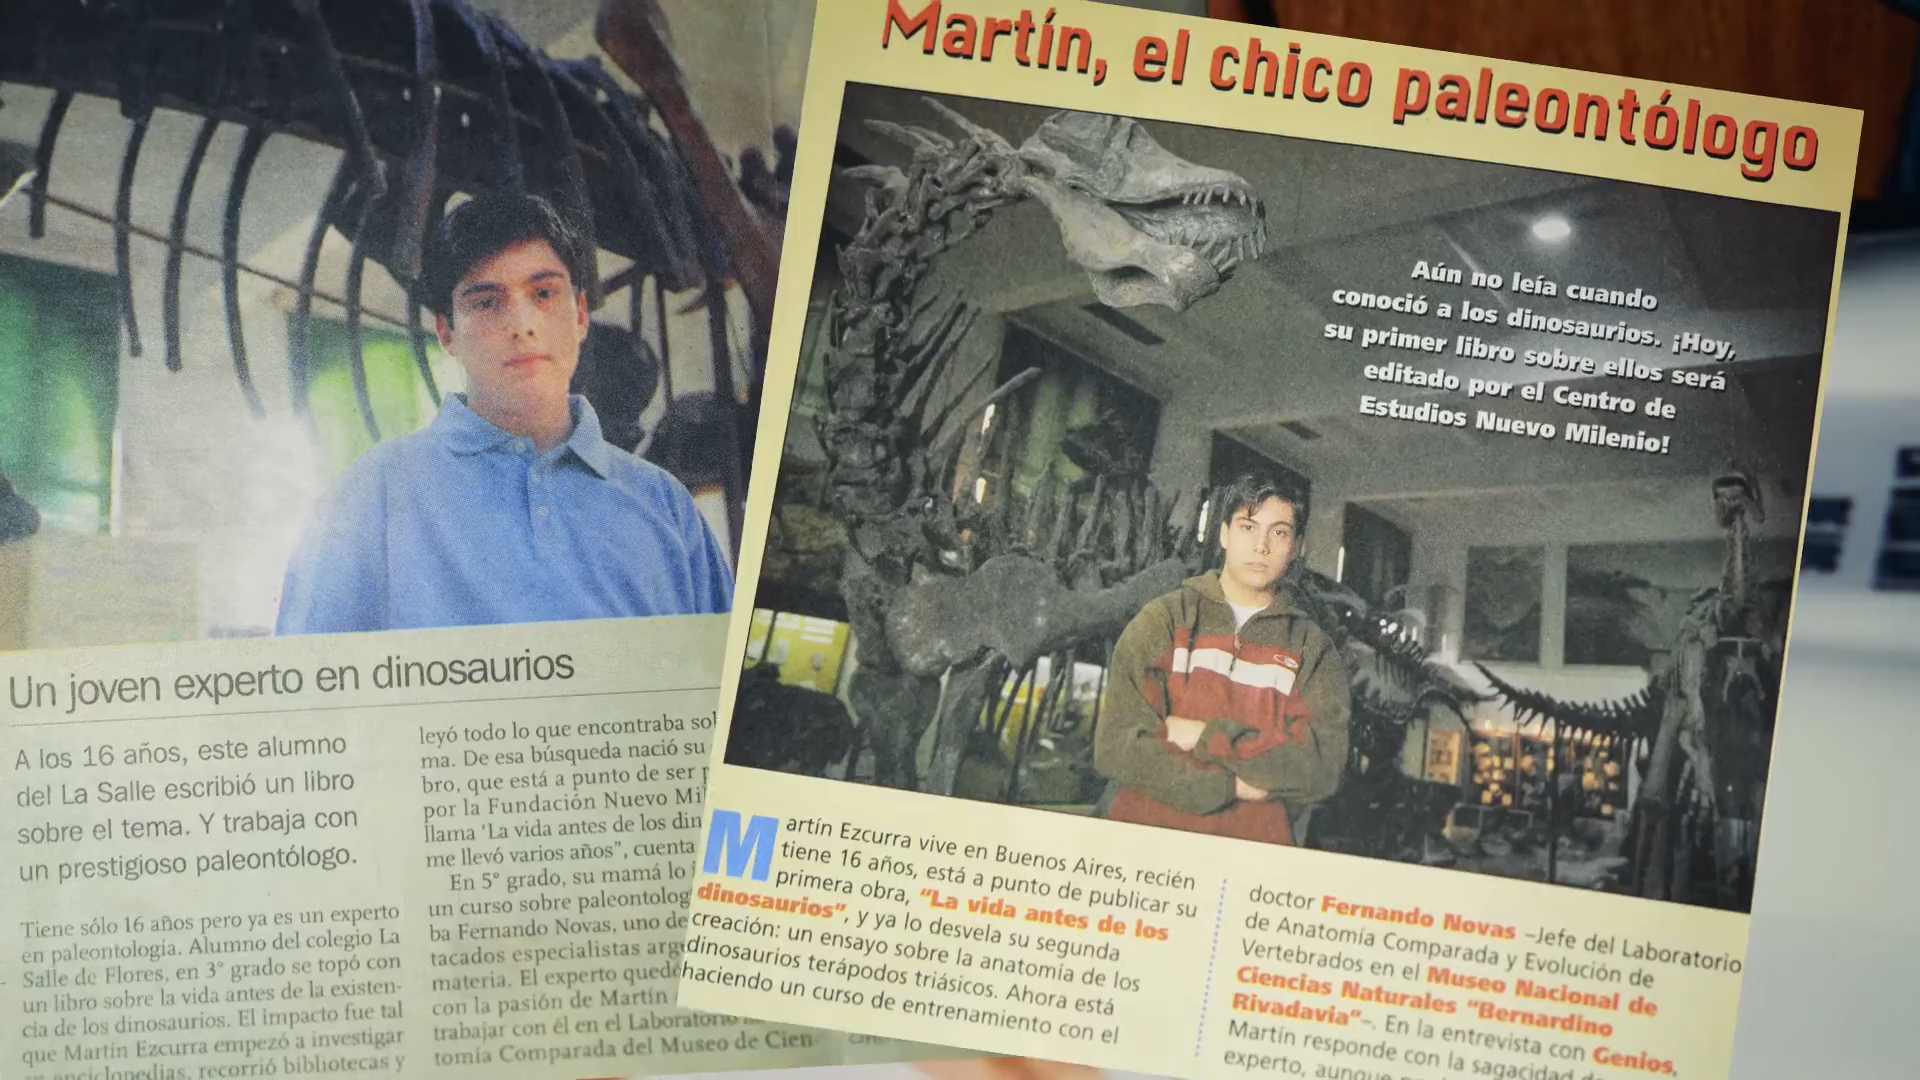 Un joven experto en dinosaurios
A los 16 años, este alumno
del La Salle escribió un libro
sobre el tema. Y trabaja con
un prestigioso paleontólogo.
Tiene sólo 16 años pero ya es un experto
en paleontología. Alumno del colegio La
Salle de Flores, en 3° grado se topó con
un libro sobre la vida antes de la existen-
cia de los dinosaurios. El impacto fue tal
que Martín Ezcurra empezó a investigar
en enciclopedias, recorrió bibliotecas y
leyó todo lo que encontraba
ma. De esa búsqueda nació su
bro, que está a punto de ser
por la Fundación Nuevo
llama ‘La vida antes de los
me llevó varios años”, cuenta
En 5° grado, su mamá lo
un curso sobre
ba Fernando Novas, uno de
tacados especialistas
materia. El experto
con la pasión de Martín
trabajar con él en el Laboratorio
tomía Comparada del Museo de Cien
Martín, el chico paleontólogo
Aún no leía cuando
conoció a los dinosaurios. ¡Hoy,
su primer libro sobre ellos será
editado por el Centro de
Estudios Nuevo Milenio!
Martín Ezcurra vive en Buenos Aires, recién
tiene 16 años, está a punto de publicar su
primera obra, “La vida antes de los
dinosaurios”, y ya lo desvela su segunda
creación: un ensayo sobre la anatomía de los
dinosaurios terápodos triásicos. Ahora está
haciendo un curso de entrenamiento con el
doctor Fernando Novas –Jefe del Laboratorio
de Anatomía Comparada y Evolución de
Vertebrados en el Museo Nacional de
Ciencias Naturales “Bernardino
Rivadavia”–. En la entrevista con Genios,
Martín responde con la sagacidad
experto, aunque